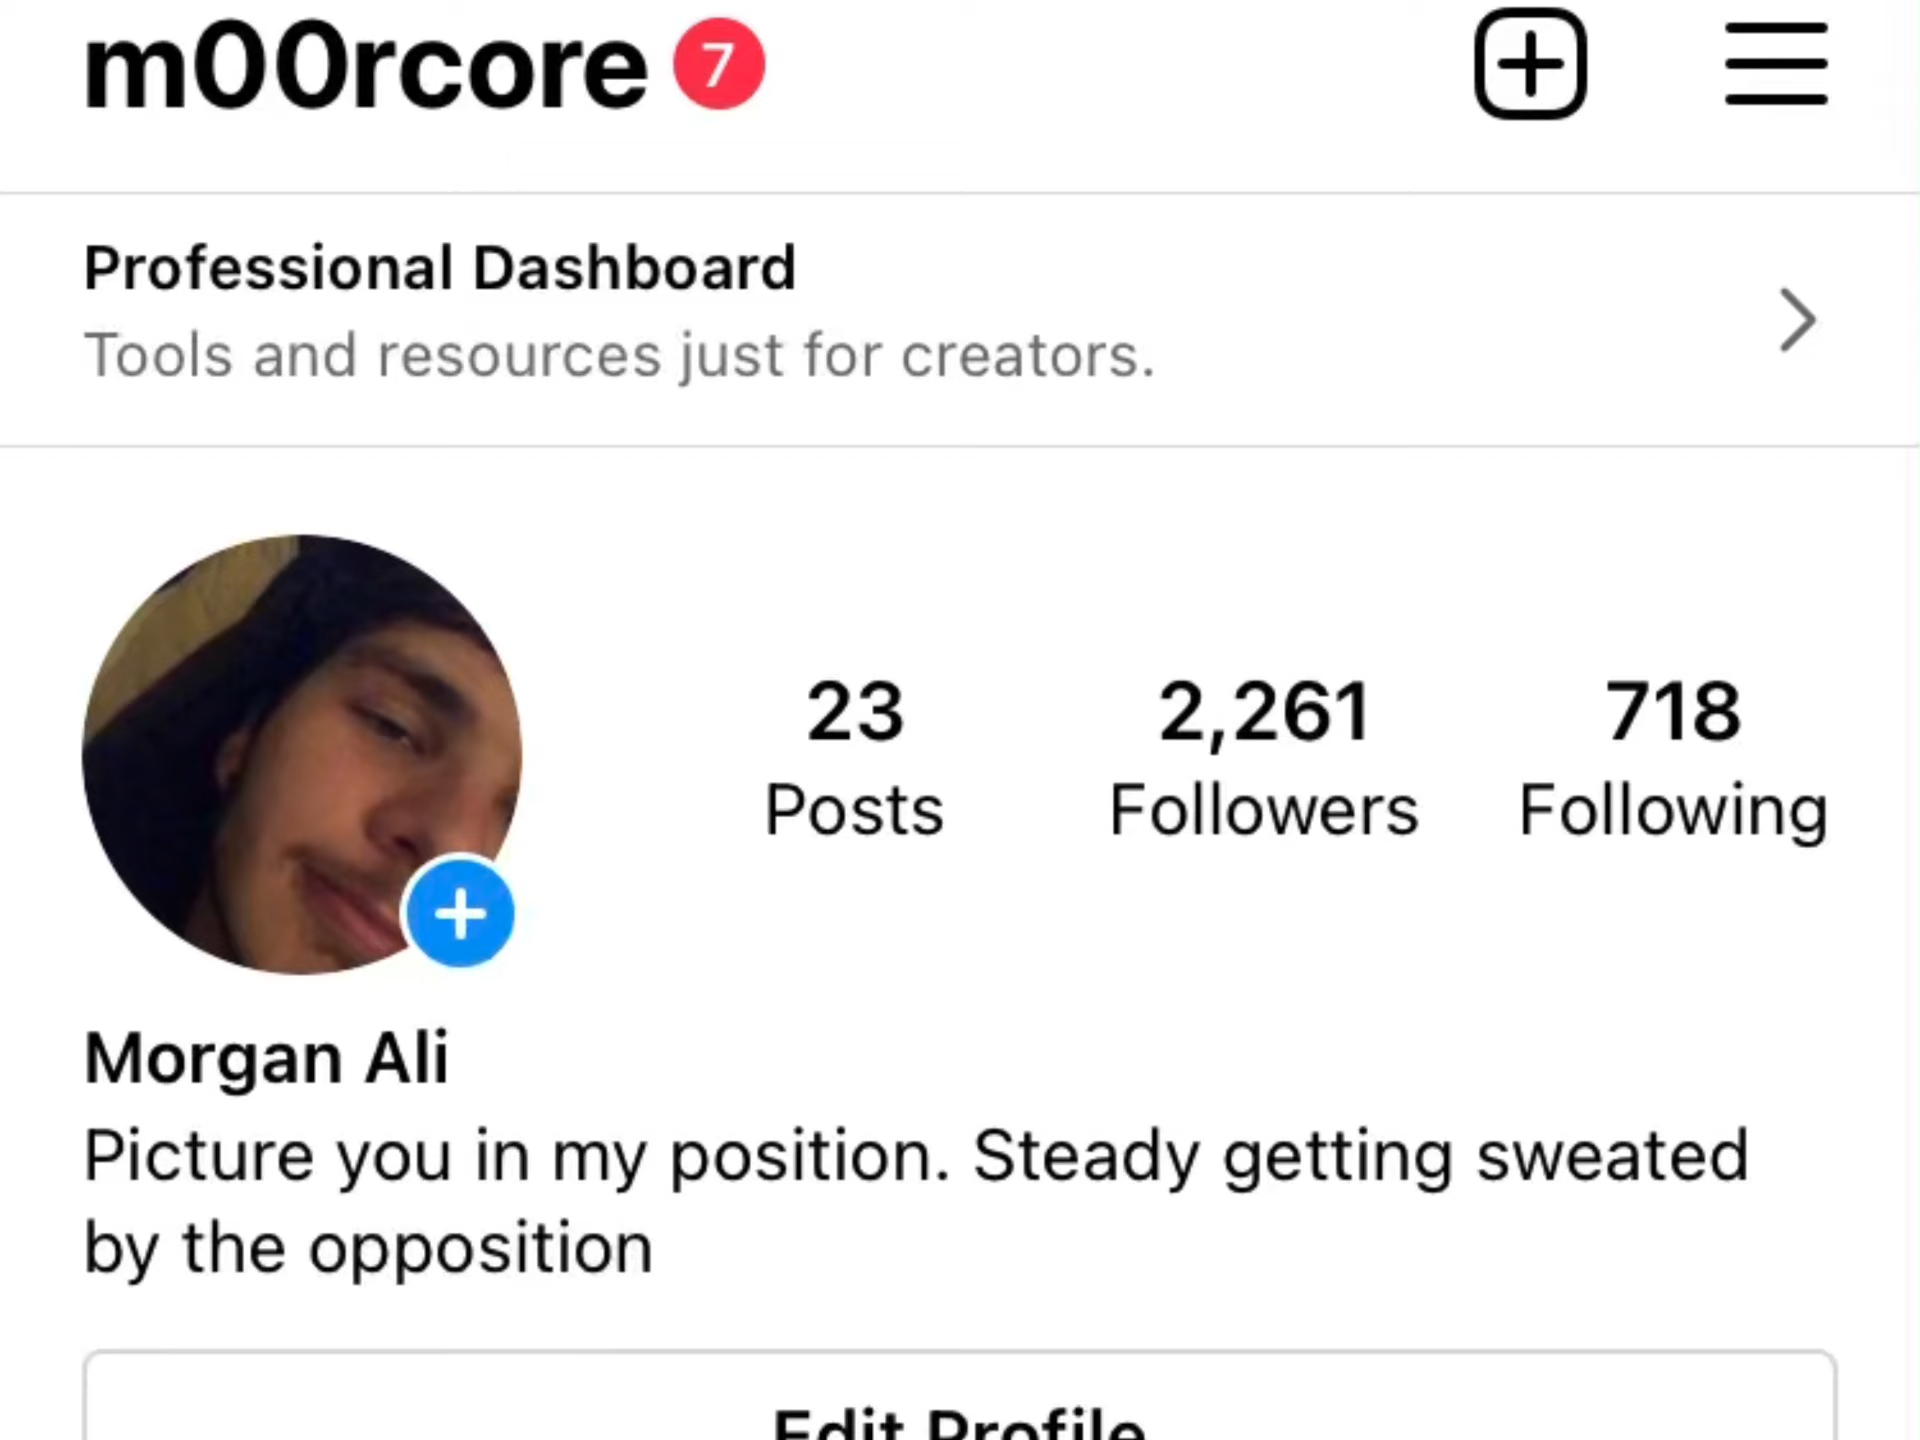 m00rcore 7
Professional Dashboard
Tools and resources just for creators.
23 2,261 718
Posts Followers Following
Morgan Ali
Picture you in my position. Steady getting sweated
by the opposition
Edit Profile